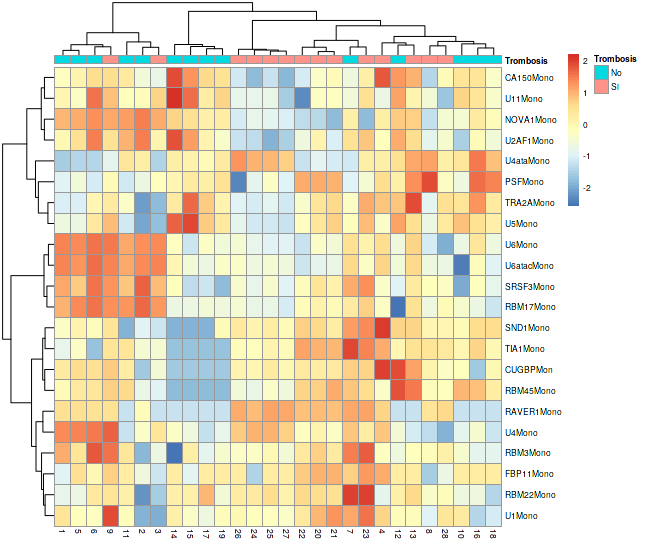 Trombosis
CA150Mono
U11Mono
NOVA1Mono
U2AF1Mono
U4ataMono
PSFMono
TRA2AMono
U5Mono
U6Mono
U6atacMono
SRSF3Mono
RBM17Mono
SND1Mono
TIA1Mono
CUGBPMon
RBM45Mono
RAVER1Mono
U4Mono
RBM3Mono
FBP11Mono
RBM22Mono
U1Mono
1 5 6 9 11 2 3 14 15 17 19 26 24 25 27 22 20 21 7 23 4 12 13 8 28 10 16 18
2
1
0
-1
-2
Trombosis
No
SI